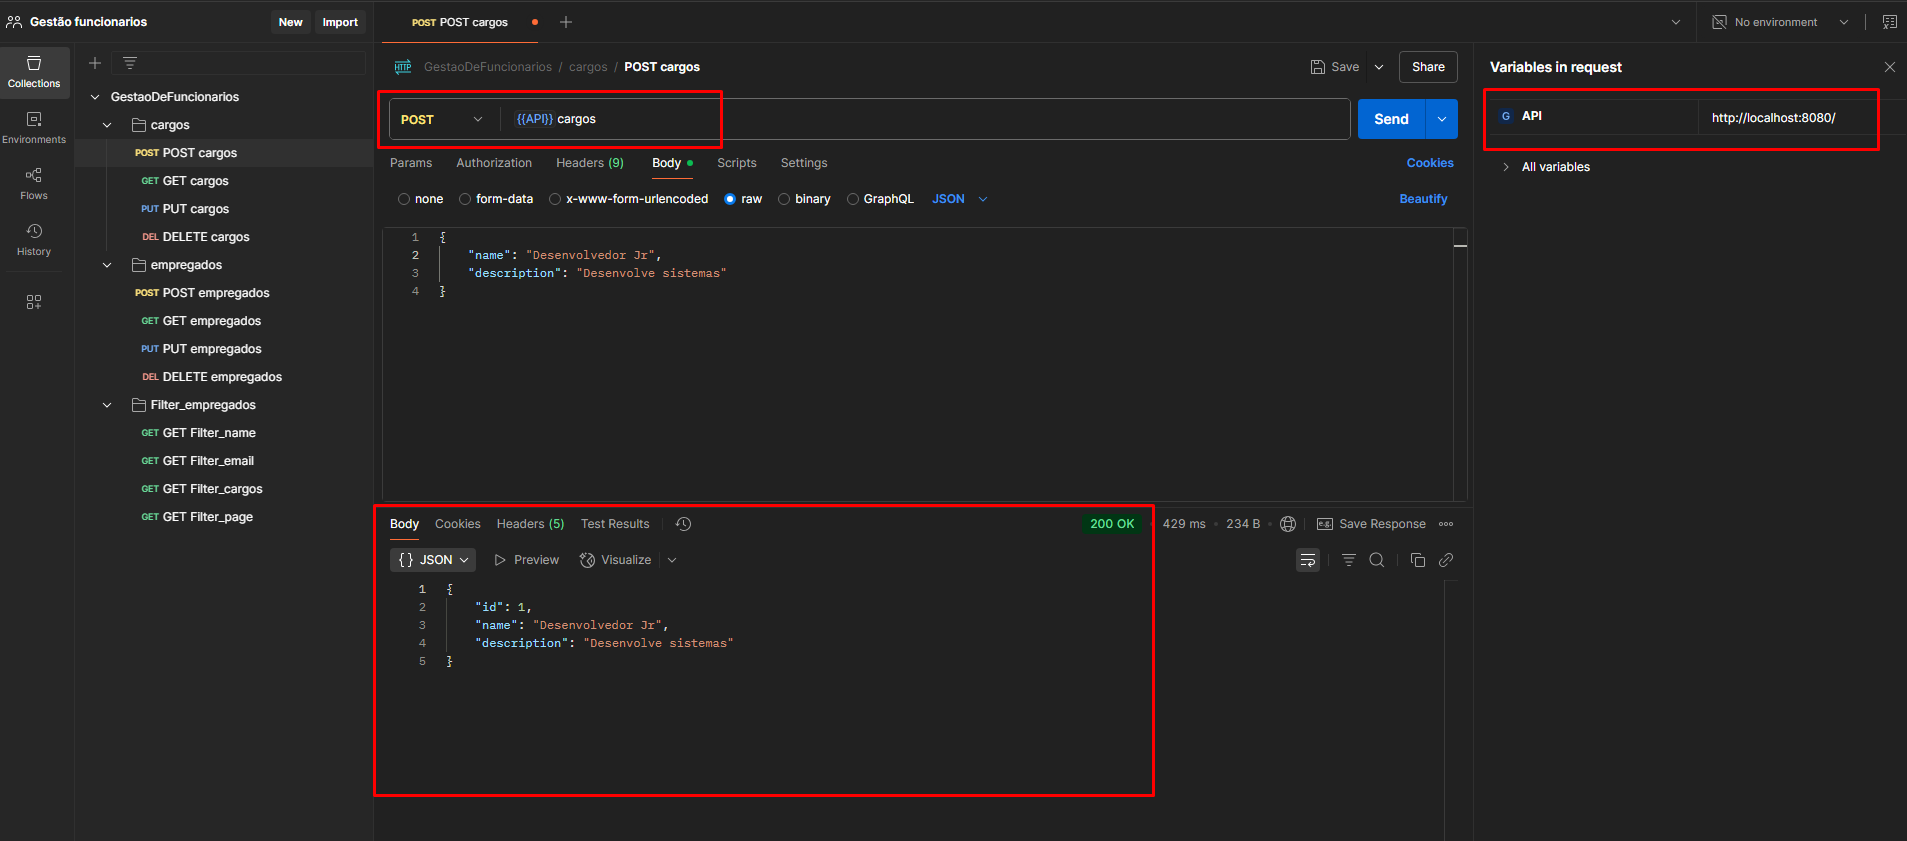 Gestão funcionarios
New
Import
POST POST cargos
No environment
Collections
Environments
Flows
History
GestaoDeFuncionarios
cargos
POST POST cargos
GET GET cargos
PUT PUT cargos
DEL DELETE cargos
empregados
POST POST empregados
GET GET empregados
PUT PUT empregados
DEL DELETE empregados
Filter_empregados
GET GET Filter_name
GET GET Filter_email
GET GET Filter_cargos
GET GET Filter_page
HTTP GestaoDeFuncionarios / cargos / POST cargos
Save
Share
POST {{API}} cargos
Send
Params Authorization Headers (9) Body Scripts Settings
Cookies
none form-data x-www-form-urlencoded raw binary GraphQL JSON
Beautify
1 {
2 "name": "Desenvolvedor Jr",
3 "description": "Desenvolve sistemas"
4 }
Body Cookies Headers (5) Test Results
200 OK 429 ms 234 B e.g. Save Response
{} JSON Preview Visualize
1 {
2 "id": 1,
3 "name": "Desenvolvedor Jr",
4 "description": "Desenvolve sistemas"
5 }
Variables in request
G API http://localhost:8080/
All variables